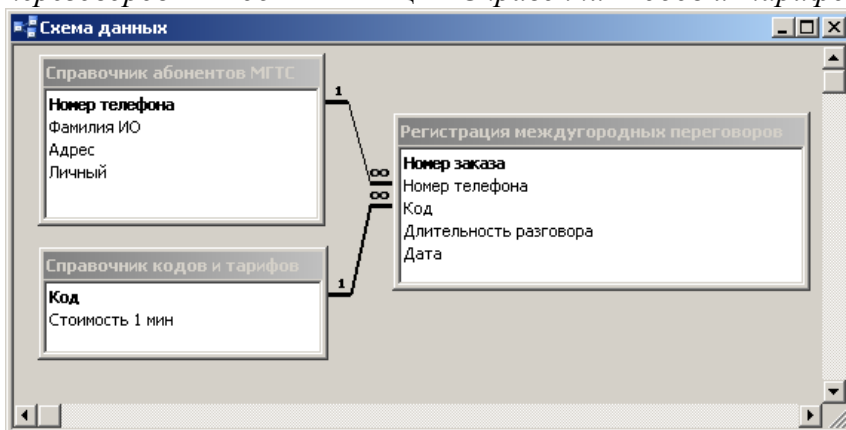 Схема данных
Справочник абонентов МГТС
Номер телефона
Фамилия ИО
Адрес
Личный
1
∞
∞
Регистрация междугородных переговоров
Номер заказа
Номер телефона
Код
Длительность разговора
Дата
Справочник кодов и тарифов
1
Код
Стоимость 1 мин